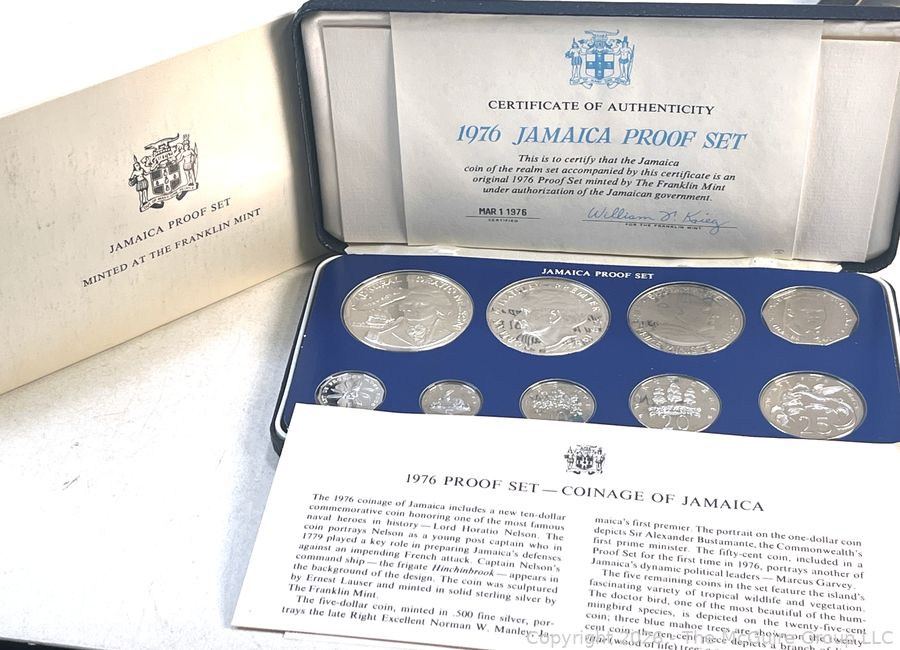 JAMAICA PROOF SET
MINTED AT THE FRANKLIN MINT
CERTIFICATE OF AUTHENTICITY
1976 JAMAICA PROOF SET
This is to certify that the Jamaica
coin of the realm set accompanied by this certificate is an
original 1976 Proof Set minted by The Franklin Mint
under authorization of the Jamaican government.
MAR 1 1976
CERTIFIED
FOR THE FRANKLIN MINT
JAMAICA PROOF SET
20
25
1976 PROOF SET — COINAGE OF JAMAICA
The 1976 coinage of Jamaica includes a new ten-dollar
commemorative coin honoring one of the most famous
naval heroes in history — Lord Horatio Nelson. The
coin portrays Nelson as a young post captain who in
1779 played a key role in preparing Jamaica's defenses
against an impending French attack. Captain Nelson's
command ship — the frigate Hinchinbrook — appears in
the background of the design. The coin was sculptured
by Ernest Lauser and minted in solid sterling silver by
The Franklin Mint.
The five-dollar coin, minted in .500 fine silver, por-
trays the late Right Excellent Norman W. Manley, Ja-
maica's first premier. The portrait on the one-dollar coin
depicts Sir Alexander Bustamante, the Commonwealth's
first prime minister. The fifty-cent coin, included in a
Proof Set for the first time in 1976, portrays another of
Jamaica's dynamic political leaders — Marcus Garvey.
The five remaining coins in the set feature the island's
fascinating variety of tropical wildlife and vegetation.
The doctor bird, one of the most beautiful of the hum-
mingbird species, is depicted on the twenty-five-cent
coin; three blue mahoe trees are shown on the twenty-
Copyright 2026 The McGuire Group LLC